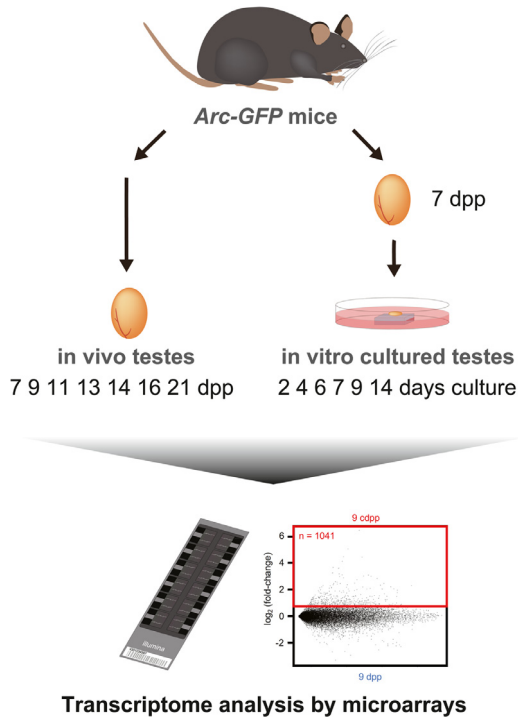 Arc-GFP mice
7 dpp
in vivo testes
7 9 11 13 14 16 21 dpp
in vitro cultured testes
2 4 6 7 9 14 days culture
illumina
9 cdpp
n = 1041
log2 (fold-change)
6
4
2
0
-2
9 dpp
Transcriptome analysis by microarrays